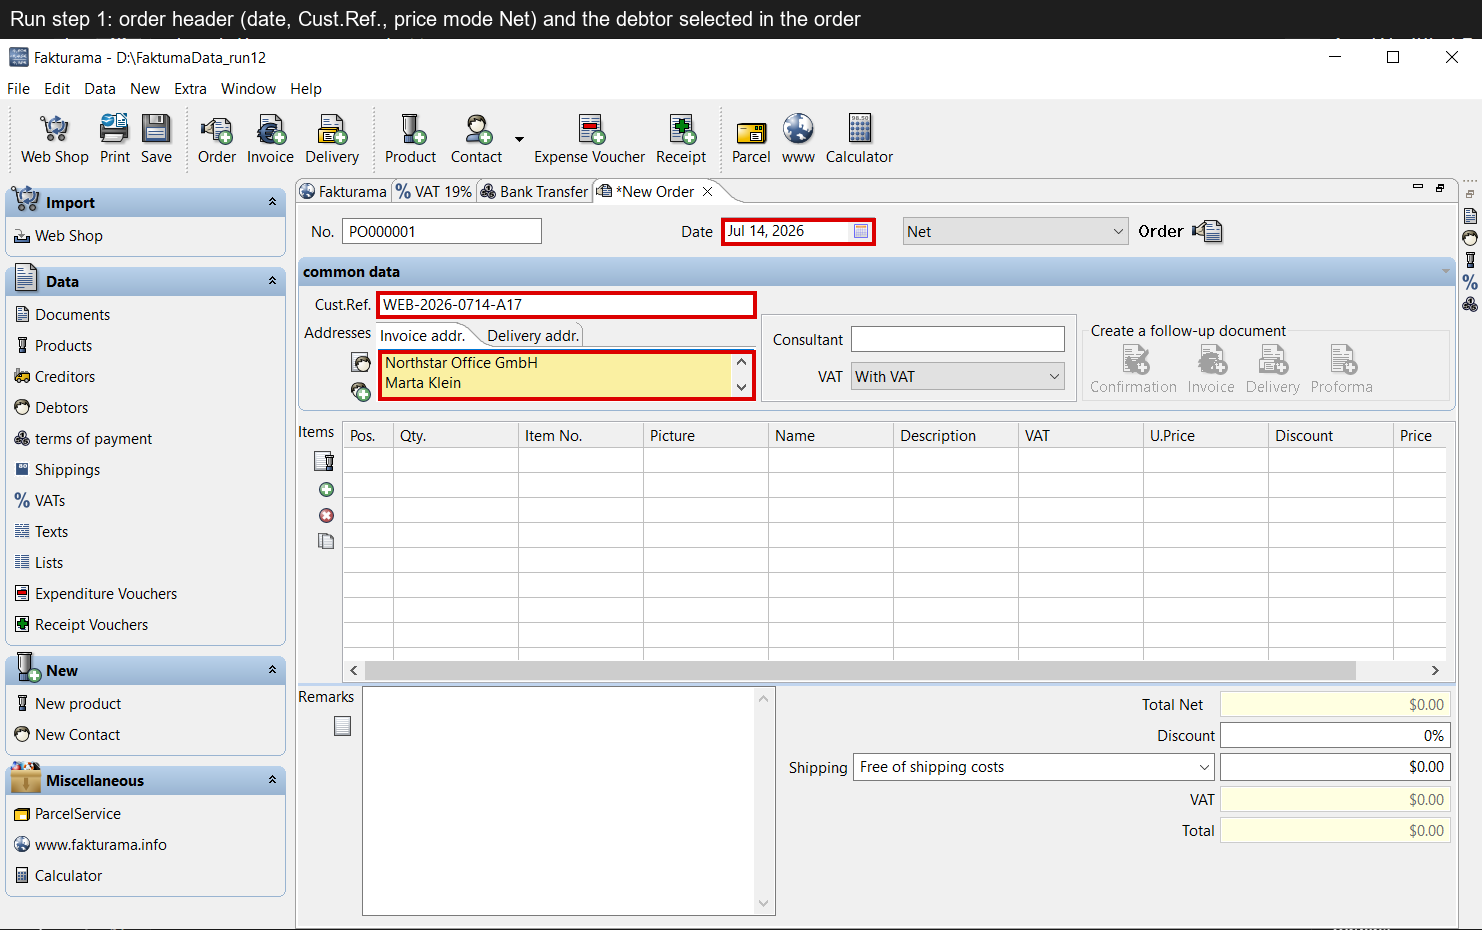 Run step 1: order header (date, Cust.Ref., price mode Net) and the debtor selected in the order
Fakturama - D:\FaktumaData_run12
File Edit Data New Extra Window Help
Web Shop Print Save Order Invoice Delivery Product Contact Expense Voucher Receipt Parcel www Calculator
Import
Web Shop
Data
Documents
Products
Creditors
Debtors
terms of payment
Shippings
VATs
Texts
Lists
Expenditure Vouchers
Receipt Vouchers
New
New product
New Contact
Miscellaneous
ParcelService
www.fakturama.info
Calculator
Fakturama VAT 19% Bank Transfer *New Order
No. PO000001 Date Jul 14, 2026 Net Order
common data
Cust.Ref. WEB-2026-0714-A17
Addresses Invoice addr. Delivery addr.
Northstar Office GmbH
Marta Klein
Consultant
VAT With VAT
Create a follow-up document
Confirmation Invoice Delivery Proforma
Items Pos. Qty. Item No. Picture Name Description VAT U.Price Discount Price
Remarks
Total Net $0.00
Discount 0%
Shipping Free of shipping costs $0.00
VAT $0.00
Total $0.00